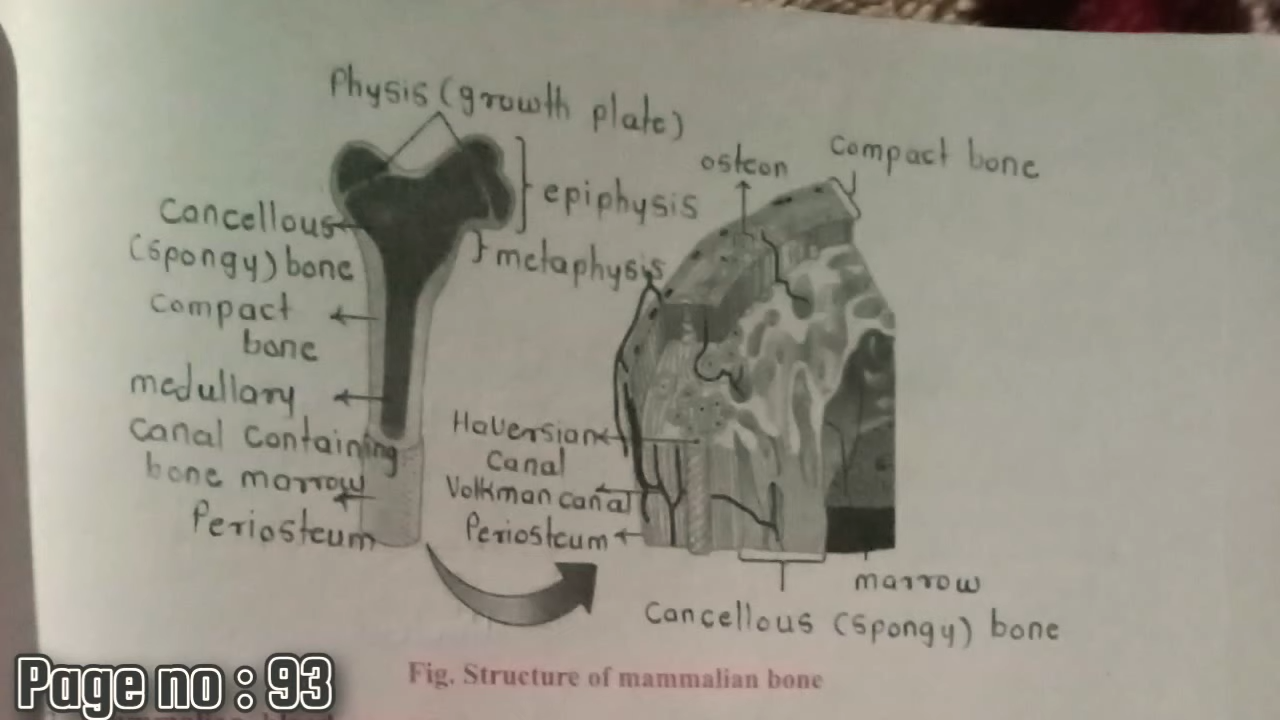 Physis (growth plate)
epiphysis
metaphysis
Cancellous
(spongy) bone
Compact
bone
medullary
canal containing
bone marrow
Periosteum
osteon
Compact bone
Haversian
Canal
Volkman canal
Periosteum
marrow
Cancellous (spongy) bone
Fig. Structure of mammalian bone
Page no : 93